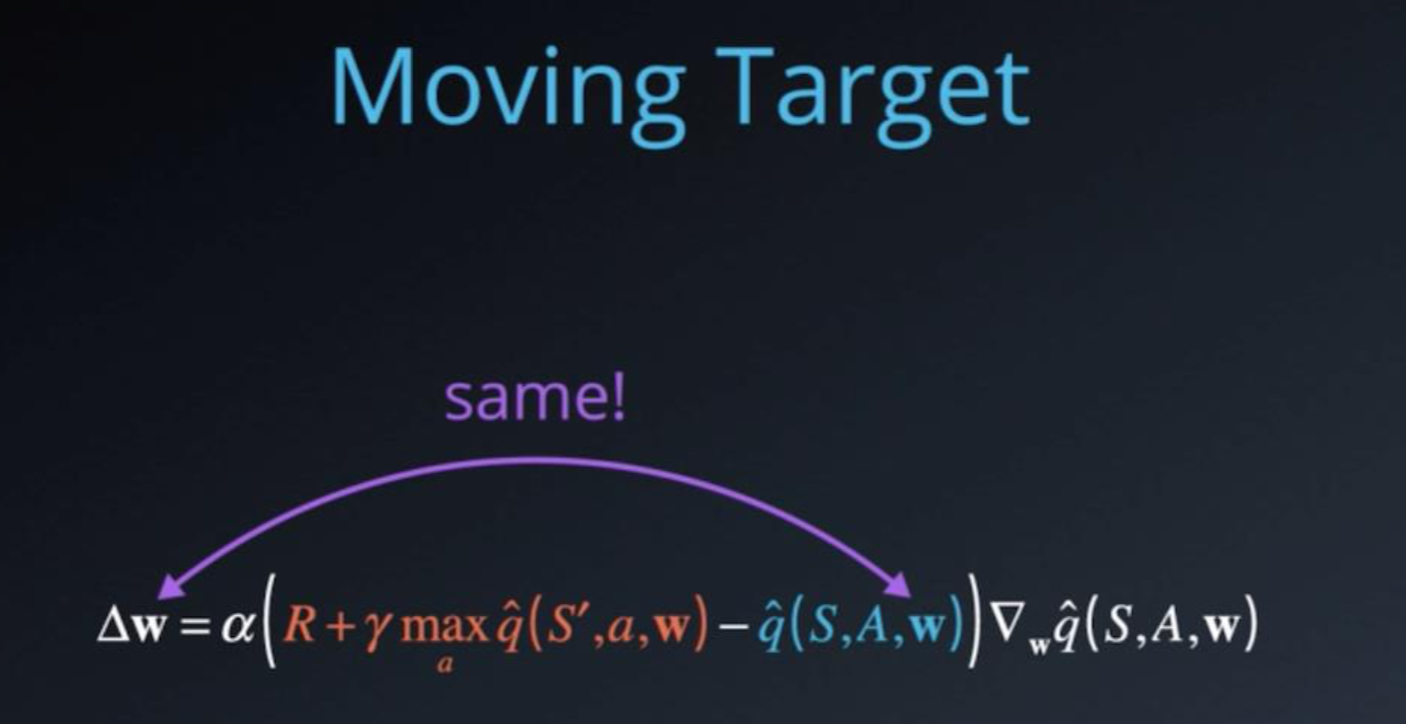 Moving Target
same!
Δw = α(R + γ max_a q̂(S′,a,w) − q̂(S,A,w))∇_w q̂(S,A,w)